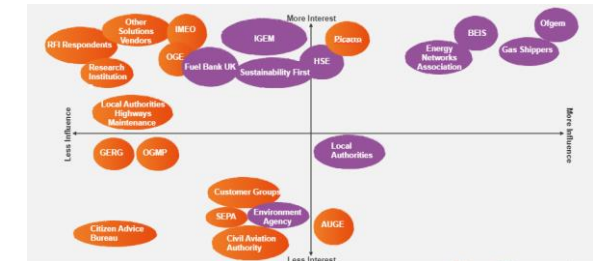 More Interest
Other
Solutions
Vendors
IMEO
Ofgem
RFI Respondents
IGEM
Picarro
BEIS
OGE
HSE
Energy
Networks
Association
Gas Shippers
Research
Institution
Fuel Bank UK
Sustainability First
Local Authorities
Highways
Maintenance
Less Influence
More Influence
GERG
OGMP
Local
Authorities
Customer Groups
SEPA
Environment
Agency
AUGE
Citizen Advice
Bureau
Civil Aviation
Authority
Less Interest